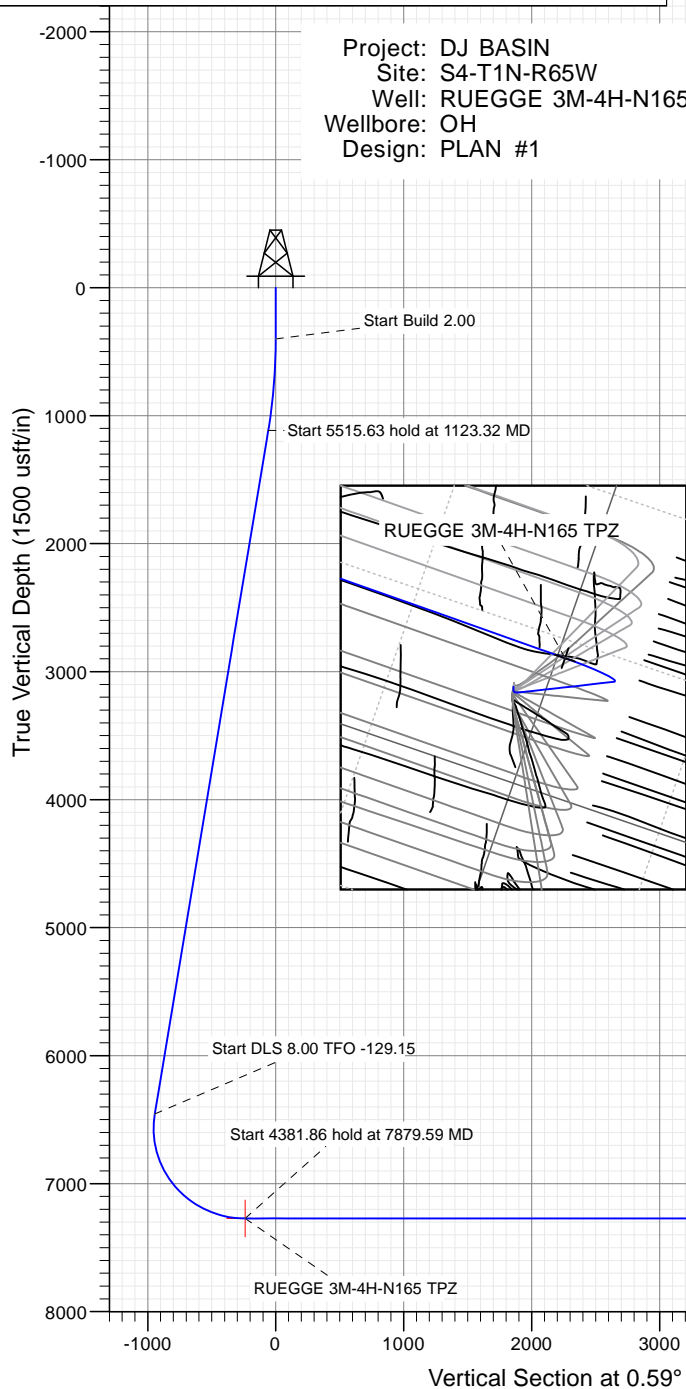 Project: DJ BASIN
Site: S4-T1N-R65W
Well: RUEGGE 3M-4H-N165
Wellbore: OH
Design: PLAN #1
-2000
-1000
0
1000
2000
3000
4000
5000
6000
7000
8000
True Vertical Depth (1500 usft/in)
Start Build 2.00
Start 5515.63 hold at 1123.32 MD
RUEGGE 3M-4H-N165 TPZ
Start DLS 8.00 TFO -129.15
Start 4381.86 hold at 7879.59 MD
RUEGGE 3M-4H-N165 TPZ
-1000
0
1000
2000
3000
Vertical Section at 0.59°